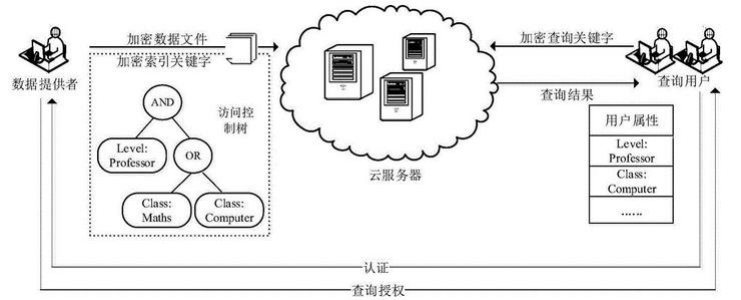 加密数据文件
加密索引关键字
数据提供者
AND
访问控
制树
Level:
Professor
OR
Class:
Maths
Class:
Computer
云服务器
加密查询关键字
查询结果
查询用户
用户属性
Level:
Professor
Class:
Computer
……
认证
查询授权